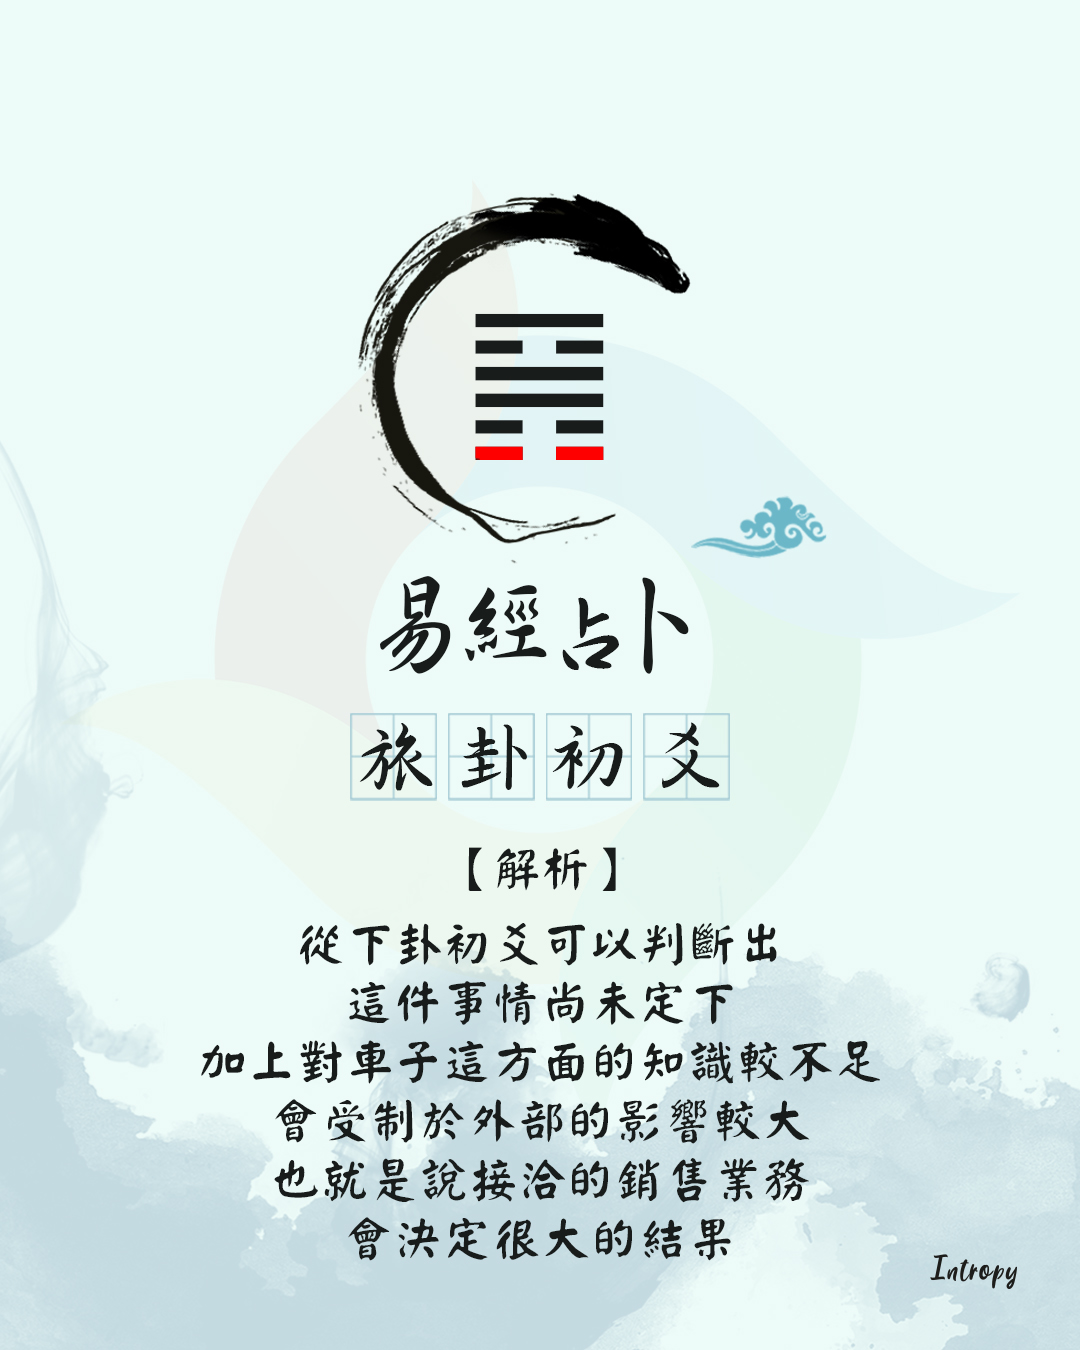 易經占卜
旅卦初爻
【解析】
從下卦初爻可以判斷出
這件事情尚未定下
加上對車子這方面的知識較不足
會受制於外部的影響較大
也就是說接洽的銷售業務
會決定很大的結果
Intropy